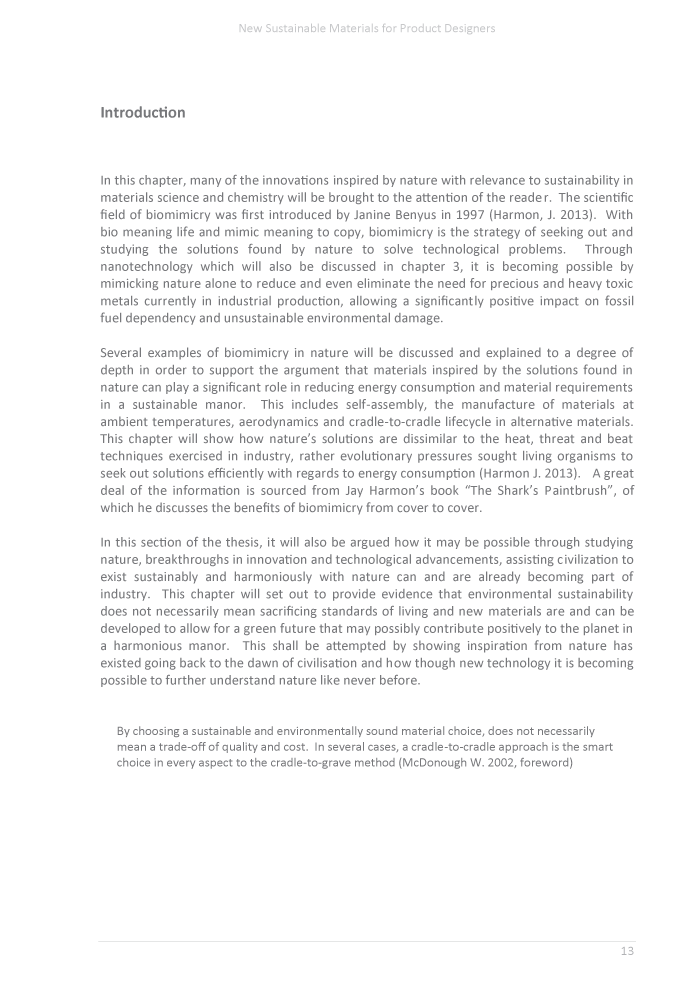 New Sustainable Materials for Product Designers
Introduction
In this chapter, many of the innovations inspired by nature with relevance to sustainability in
materials science and chemistry will be brought to the attention of the reader. The scientific
field of biomimicry was first introduced by Janine Benyus in 1997 (Harmon, J. 2013). With
bio meaning life and mimic meaning to copy, biomimicry is the strategy of seeking out and
studying the solutions found by nature to solve technological problems. Through
nanotechnology which will also be discussed in chapter 3, it is becoming possible by
mimicking nature alone to reduce and even eliminate the need for precious and heavy toxic
metals currently in industrial production, allowing a significantly positive impact on fossil
fuel dependency and unsustainable environmental damage.
Several examples of biomimicry in nature will be discussed and explained to a degree of
depth in order to support the argument that materials inspired by the solutions found in
nature can play a significant role in reducing energy consumption and material requirements
in a sustainable manor. This includes self-assembly, the manufacture of materials at
ambient temperatures, aerodynamics and cradle-to-cradle lifecycle in alternative materials.
This chapter will show how nature’s solutions are dissimilar to the heat, threat and beat
techniques exercised in industry, rather evolutionary pressures sought living organisms to
seek out solutions efficiently with regards to energy consumption (Harmon J. 2013). A great
deal of the information is sourced from Jay Harmon’s book “The Shark’s Paintbrush”, of
which he discusses the benefits of biomimicry from cover to cover.
In this section of the thesis, it will also be argued how it may be possible through studying
nature, breakthroughs in innovation and technological advancements, assisting civilization to
exist sustainably and harmoniously with nature can and are already becoming part of
industry. This chapter will set out to provide evidence that environmental sustainability
does not necessarily mean sacrificing standards of living and new materials are and can be
developed to allow for a green future that may possibly contribute positively to the planet in
a harmonious manor. This shall be attempted by showing inspiration from nature has
existed going back to the dawn of civilisation and how though new technology it is becoming
possible to further understand nature like never before.
By choosing a sustainable and environmentally sound material choice, does not necessarily
mean a trade-off of quality and cost. In several cases, a cradle-to-cradle approach is the smart
choice in every aspect to the cradle-to-grave method (McDonough W. 2002, foreword)
13